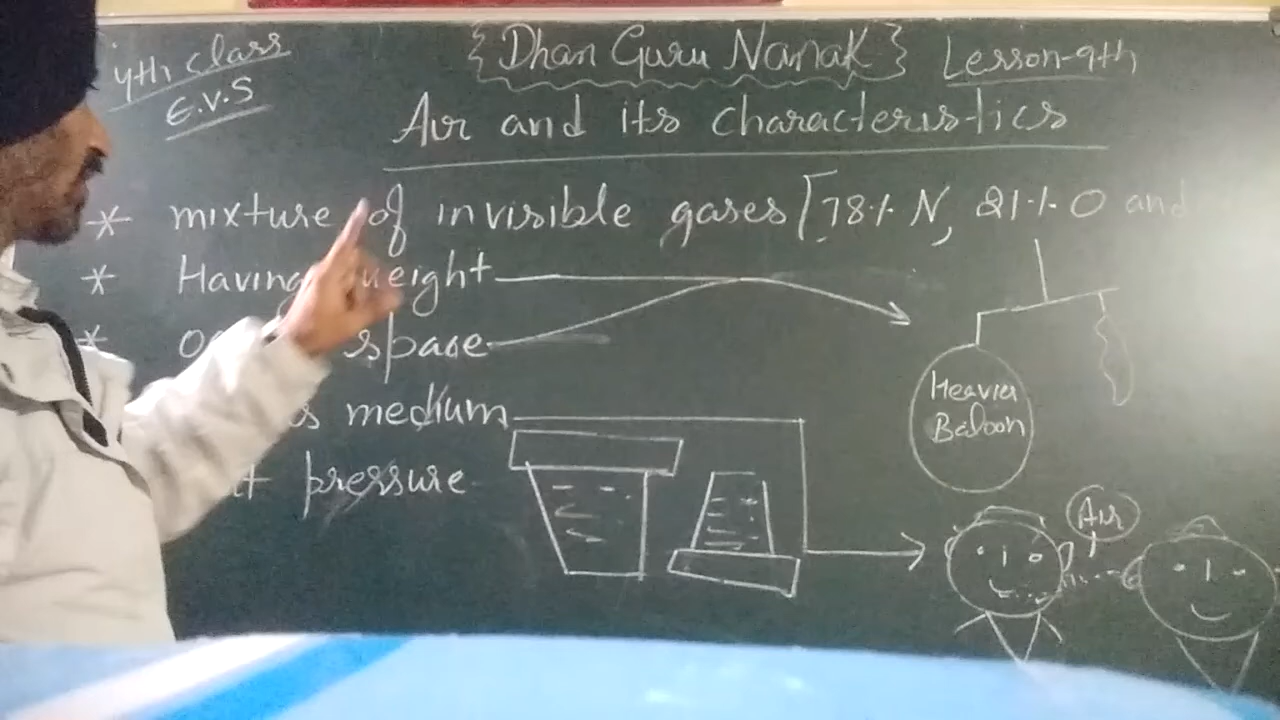 4th class
E.V.S
{Dhan Guru Nanak} Lesson-9th
Air and its characteristics
* mixture of invisible gases [78% N, 21% O and
* Having weight
* space
medium
pressure
Heavier
Baloon
Air